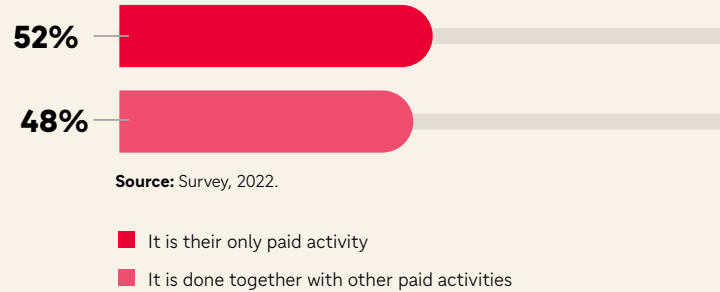 52%
48%
Source: Survey, 2022.
It is their only paid activity
It is done together with other paid activities